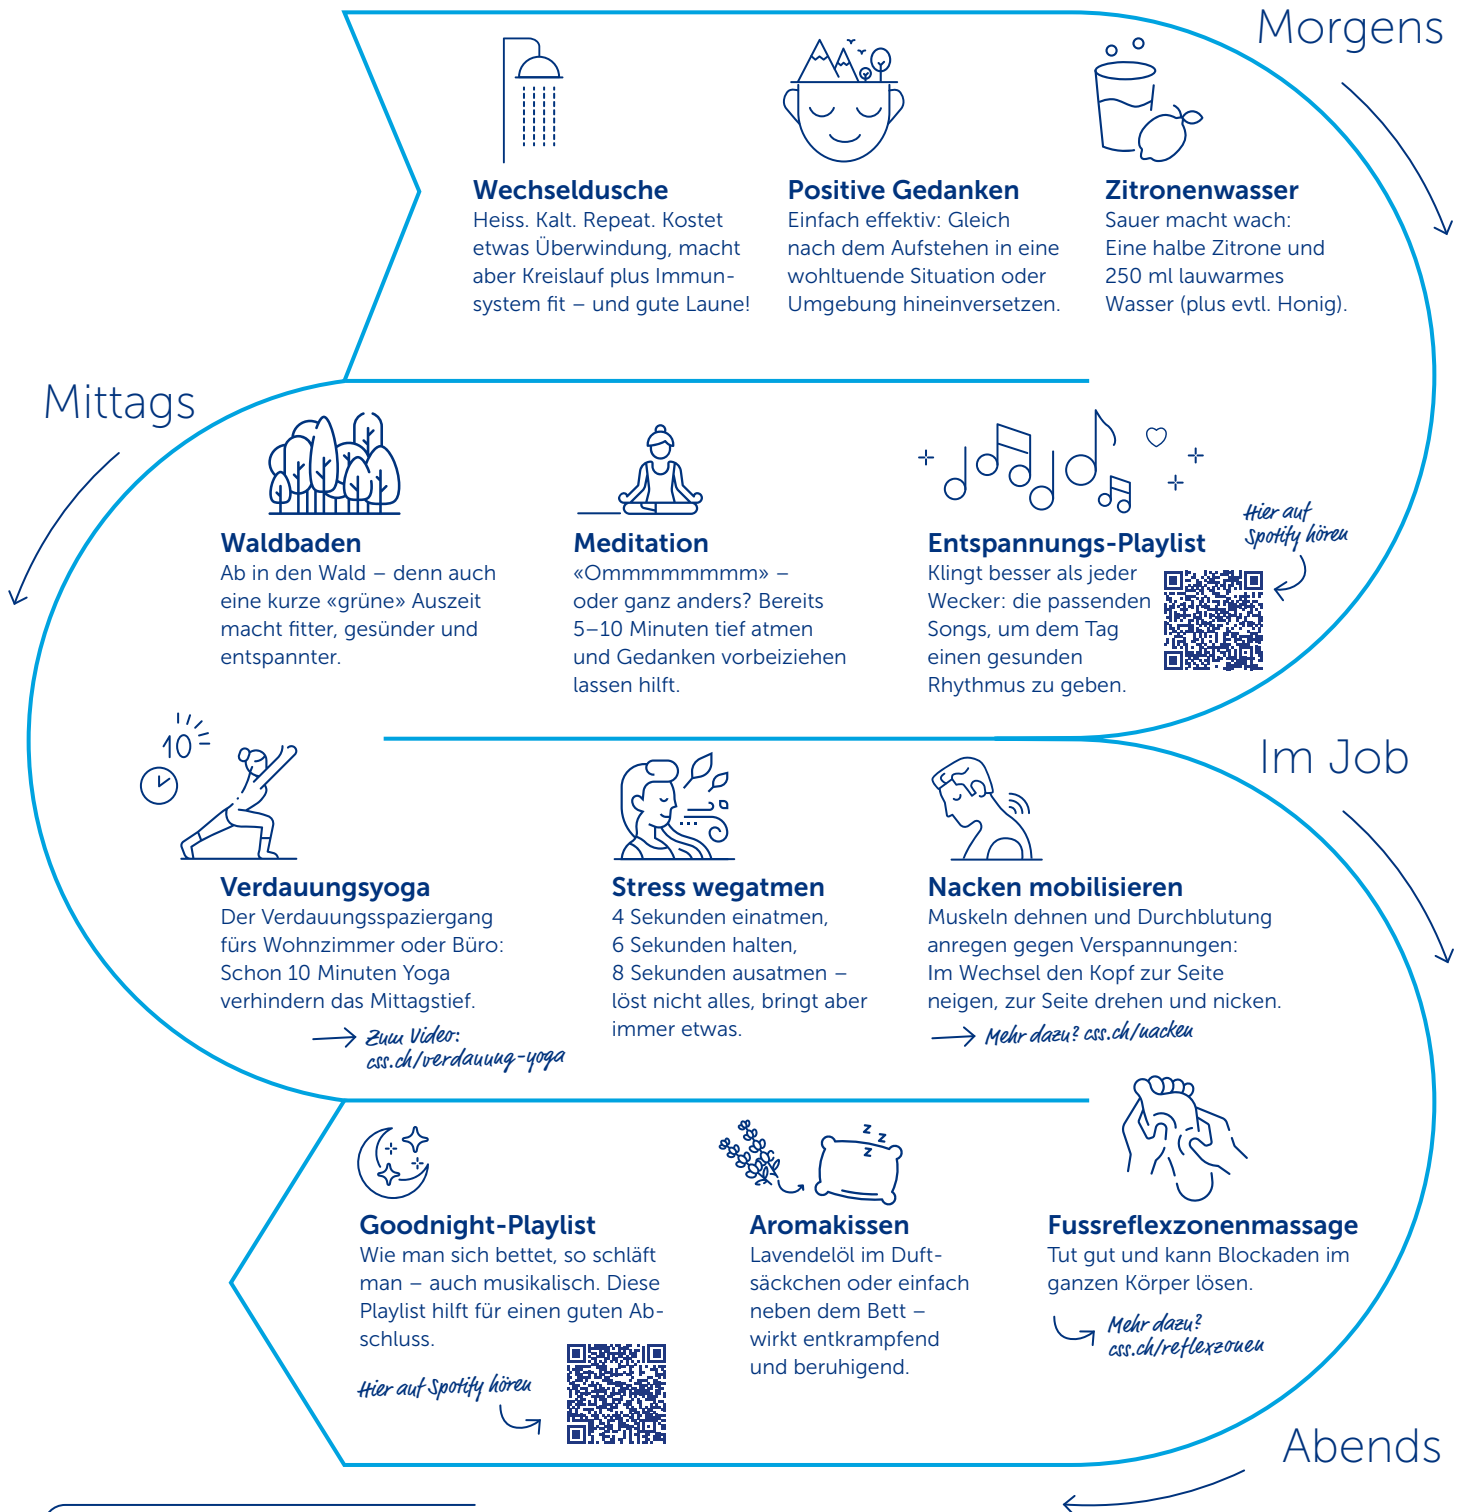 Morgens
Wechseldusche
Heiss. Kalt. Repeat. Kostet
etwas Überwindung, macht
aber Kreislauf plus Immun-
system fit – und gute Laune!
Positive Gedanken
Einfach effektiv: Gleich
nach dem Aufstehen in eine
wohltuende Situation oder
Umgebung hineinversetzen.
Zitronenwasser
Sauer macht wach:
Eine halbe Zitrone und
250 ml lauwarmes
Wasser (plus evtl. Honig).
Mittags
Waldbaden
Ab in den Wald – denn auch
eine kurze «grüne» Auszeit
macht fitter, gesünder und
entspannter.
Meditation
«Ommmmmmmm» –
oder ganz anders? Bereits
5–10 Minuten tief atmen
und Gedanken vorbeiziehen
lassen hilft.
Entspannungs-Playlist
Klingt besser als jeder
Wecker: die passenden
Songs, um dem Tag
einen gesunden
Rhythmus zu geben.
Hier auf
Spotify hören
10
Verdauungsyoga
Der Verdauungsspaziergang
fürs Wohnzimmer oder Büro:
Schon 10 Minuten Yoga
verhindern das Mittagstief.
Zum Video:
css.ch/verdauung-yoga
Stress wegatmen
4 Sekunden einatmen,
6 Sekunden halten,
8 Sekunden ausatmen –
löst nicht alles, bringt aber
immer etwas.
Im Job
Nacken mobilisieren
Muskeln dehnen und Durchblutung
anregen gegen Verspannungen:
Im Wechsel den Kopf zur Seite
neigen, zur Seite drehen und nicken.
Mehr dazu? css.ch/nacken
Goodnight-Playlist
Wie man sich bettet, so schläft
man – auch musikalisch. Diese
Playlist hilft für einen guten Ab-
schluss.
Hier auf Spotify hören
z
z
z
Aromakissen
Lavendelöl im Duft-
säckchen oder einfach
neben dem Bett –
wirkt entkrampfend
und beruhigend.
Fussreflexzonenmassage
Tut gut und kann Blockaden im
ganzen Körper lösen.
Mehr dazu?
css.ch/reflexzonen
Abends